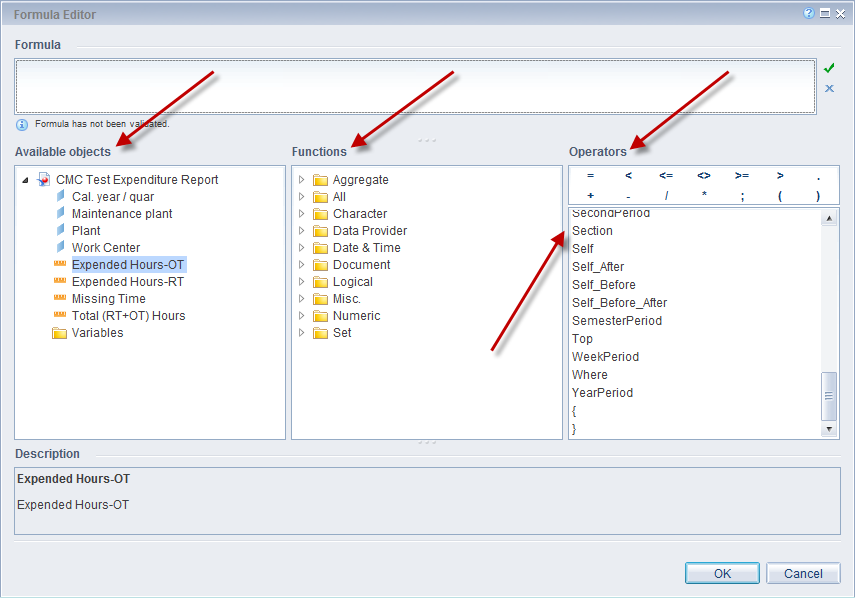 Formula Editor
Formula
Formula has not been validated.
Available objects
CMC Test Expenditure Report
Cal. year / quar
Maintenance plant
Plant
Work Center
Expended Hours-OT
Expended Hours-RT
Missing Time
Total (RT+OT) Hours
Variables
Functions
Aggregate
All
Character
Data Provider
Date & Time
Document
Logical
Misc.
Numeric
Set
Operators
= < <= <> >= > .
+ - / * ; ( )
SecondPeriod
Section
Self
Self_After
Self_Before
Self_Before_After
SemesterPeriod
Top
WeekPeriod
Where
YearPeriod
{
}
Description
Expended Hours-OT
Expended Hours-OT
OK Cancel